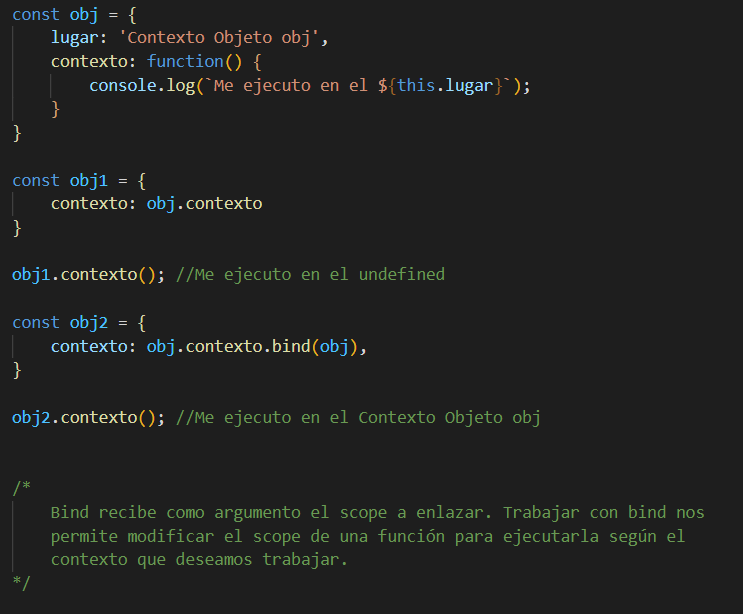 const obj = {
    lugar: 'Contexto Objeto obj',
    contexto: function() {
        console.log(`Me ejecuto en el ${this.lugar}`);
    }
}
const obj1 = {
    contexto: obj.contexto
}
obj1.contexto(); //Me ejecuto en el undefined
const obj2 = {
    contexto: obj.contexto.bind(obj),
}
obj2.contexto(); //Me ejecuto en el Contexto Objeto obj
/*
    Bind recibe como argumento el scope a enlazar. Trabajar con bind nos
    permite modificar el scope de una función para ejecutarla según el
    contexto que deseamos trabajar.
*/